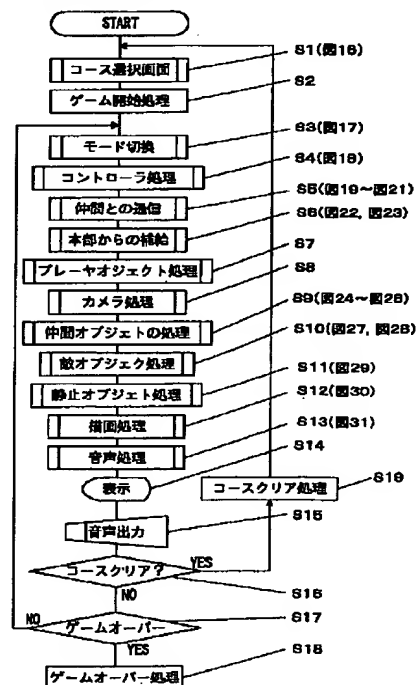 START
コース選択画面
S1(図16)
ゲーム開始処理
S2
モード切換
S3(図17)
コントローラ処理
S4(図18)
仲間との通信
S5(図19～図21)
本部からの補給
S6(図22, 図23)
プレーヤオジェクト処理
S7
カメラ処理
S8
仲間オブジェトの処理
S9(図24～図26)
敵オブジェク処理
S10(図27, 図28)
静止オブジェト処理
S11(図29)
描画処理
S12(図30)
音声処理
S13(図31)
表示
S14
コースクリア処理
S19
音声出力
S15
コースクリア?
YES
S16
NO
NO
ゲームオーバー
S17
YES
ゲームオーバー処理
S18